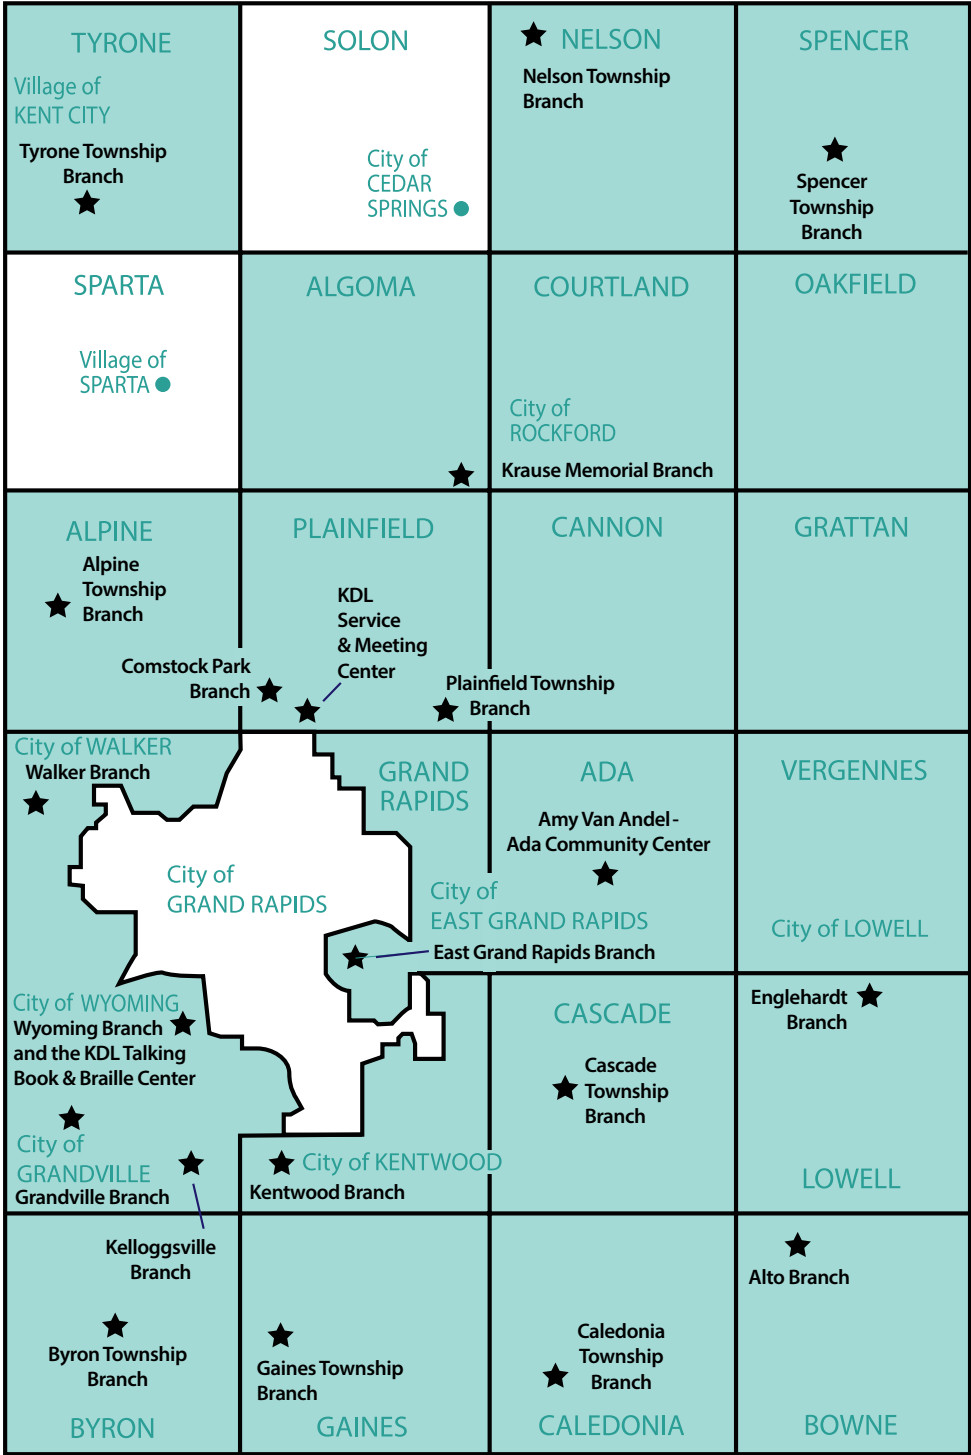 TYRONE
Village of
KENT CITY
Tyrone Township
Branch
SOLON
City of
CEDAR
SPRINGS
NELSON
Nelson Township
Branch
SPENCER
Spencer
Township
Branch
SPARTA
Village of
SPARTA
ALGOMA
COURTLAND
City of
ROCKFORD
Krause Memorial Branch
OAKFIELD
ALPINE
Alpine
Township
Branch
PLAINFIELD
KDL
Service
& Meeting
Center
Comstock Park
Branch
CANNON
Plainfield Township
Branch
GRATTAN
City of WALKER
Walker Branch
GRAND
RAPIDS
City of
GRAND RAPIDS
ADA
Amy Van Andel -
Ada Community Center
City of
EAST GRAND RAPIDS
East Grand Rapids Branch
VERGENNES
City of LOWELL
City of WYOMING
Wyoming Branch
and the KDL Talking
Book & Braille Center
City of
GRANDVILLE
Grandville Branch
City of KENTWOOD
Kentwood Branch
CASCADE
Cascade
Township
Branch
Englehardt
Branch
LOWELL
Kelloggsville
Branch
Byron Township
Branch
BYRON
Gaines Township
Branch
GAINES
Caledonia
Township
Branch
CALEDONIA
Alto Branch
BOWNE